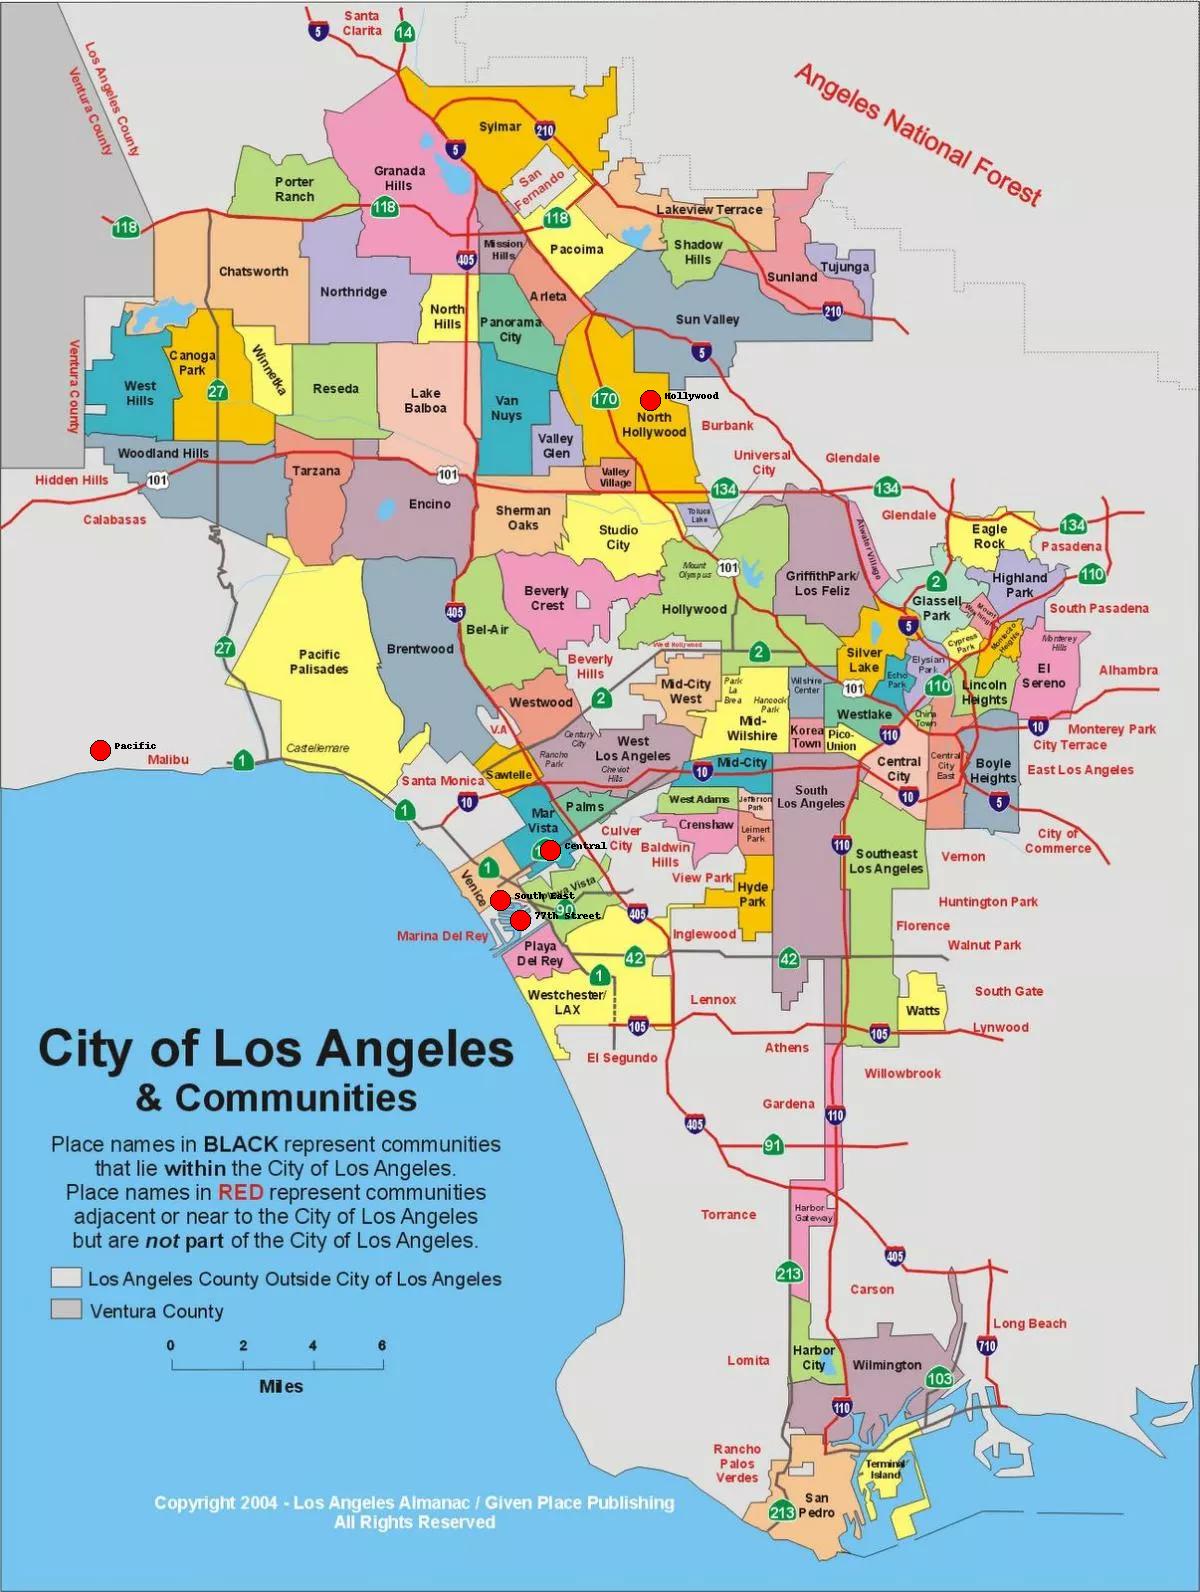 Santa
Clarita
5
14
Los Angeles County
Ventura County
Angeles National Forest
Sylmar
210
5
Granada
Hills
San
Fernando
Porter
Ranch
118
118
118
Lakeview Terrace
Mission
Hills
Pacoima
Shadow
Hills
405
Chatsworth
Tujunga
Sunland
Northridge
Arleta
North
Hills
Panorama
City
Sun Valley
210
5
Ventura County
Canoga
Park
Winnetka
West
Hills
27
Reseda
Lake
Balboa
Van
Nuys
170
Hollywood
North
Hollywood
Burbank
Valley
Glen
Woodland Hills
Universal
City
Glendale
Hidden Hills
101
Tarzana
101
Valley
Village
134
134
Encino
Calabasas
Sherman
Oaks
Toluca
Lake
Glendale
Studio
City
Atwater Village
Eagle
Rock
134
Pasadena
Mount
Olympus
101
Griffith Park/
Los Feliz
2
Highland
Park
110
Beverly
Crest
Glassell
Park
Mount
Washington
South Pasadena
405
Hollywood
Bel-Air
5
Cypress
Park
Montecito
Heights
Monterey
Hills
27
Brentwood
Pacific
Palisades
West Hollywood
2
Silver
Lake
Elysian
Park
El
Sereno
Beverly
Hills
Echo
Park
Alhambra
Mid-City
West
Park
La
Brea
Hancock
Park
Wilshire
Center
101
110
Lincoln
Heights
2
Westwood
Westlake
China
Town
V.A
Mid-
Wilshire
Korea
Town
Pico-
Union
110
10
Monterey Park
Century
City
West
Los Angeles
City Terrace
Pacific
Castellemare
Rancho
Park
Malibu
1
Cheviot
Hills
10
Mid-City
Central
City
Central
City
East
Boyle
Heights
East Los Angeles
Santa Monica
Sawtelle
10
South
Los Angeles
10
5
1
Palms
West Adams
Jefferson
Park
Mar
Vista
Crenshaw
Leimert
Park
City of
Commerce
Culver
City
Central
Baldwin
Hills
110
Southeast
Los Angeles
Vernon
1
View Park
Venice
South East
Hyde
Park
Huntington Park
90
77th Street
405
Florence
Marina Del Rey
Inglewood
Walnut Park
Playa
Del Rey
42
42
1
Westchester/
LAX
Lennox
South Gate
Watts
105
105
Lynwood
El Segundo
Athens
Willowbrook
City of Los Angeles
& Communities
Gardena
405
110
91
Place names in BLACK represent communities
that lie within the City of Los Angeles.
Place names in RED represent communities
adjacent or near to the City of Los Angeles
but are not part of the City of Los Angeles.
Torrance
Harbor
Gateway
405
Los Angeles County Outside City of Los Angeles
213
Carson
Ventura County
Long Beach
0 2 4 6
Miles
710
Lomita
Harbor
City
Wilmington
103
110
Rancho
Palos
Verdes
Terminal
Island
San
Pedro
213
Copyright 2004 - Los Angeles Almanac / Given Place Publishing
All Rights Reserved